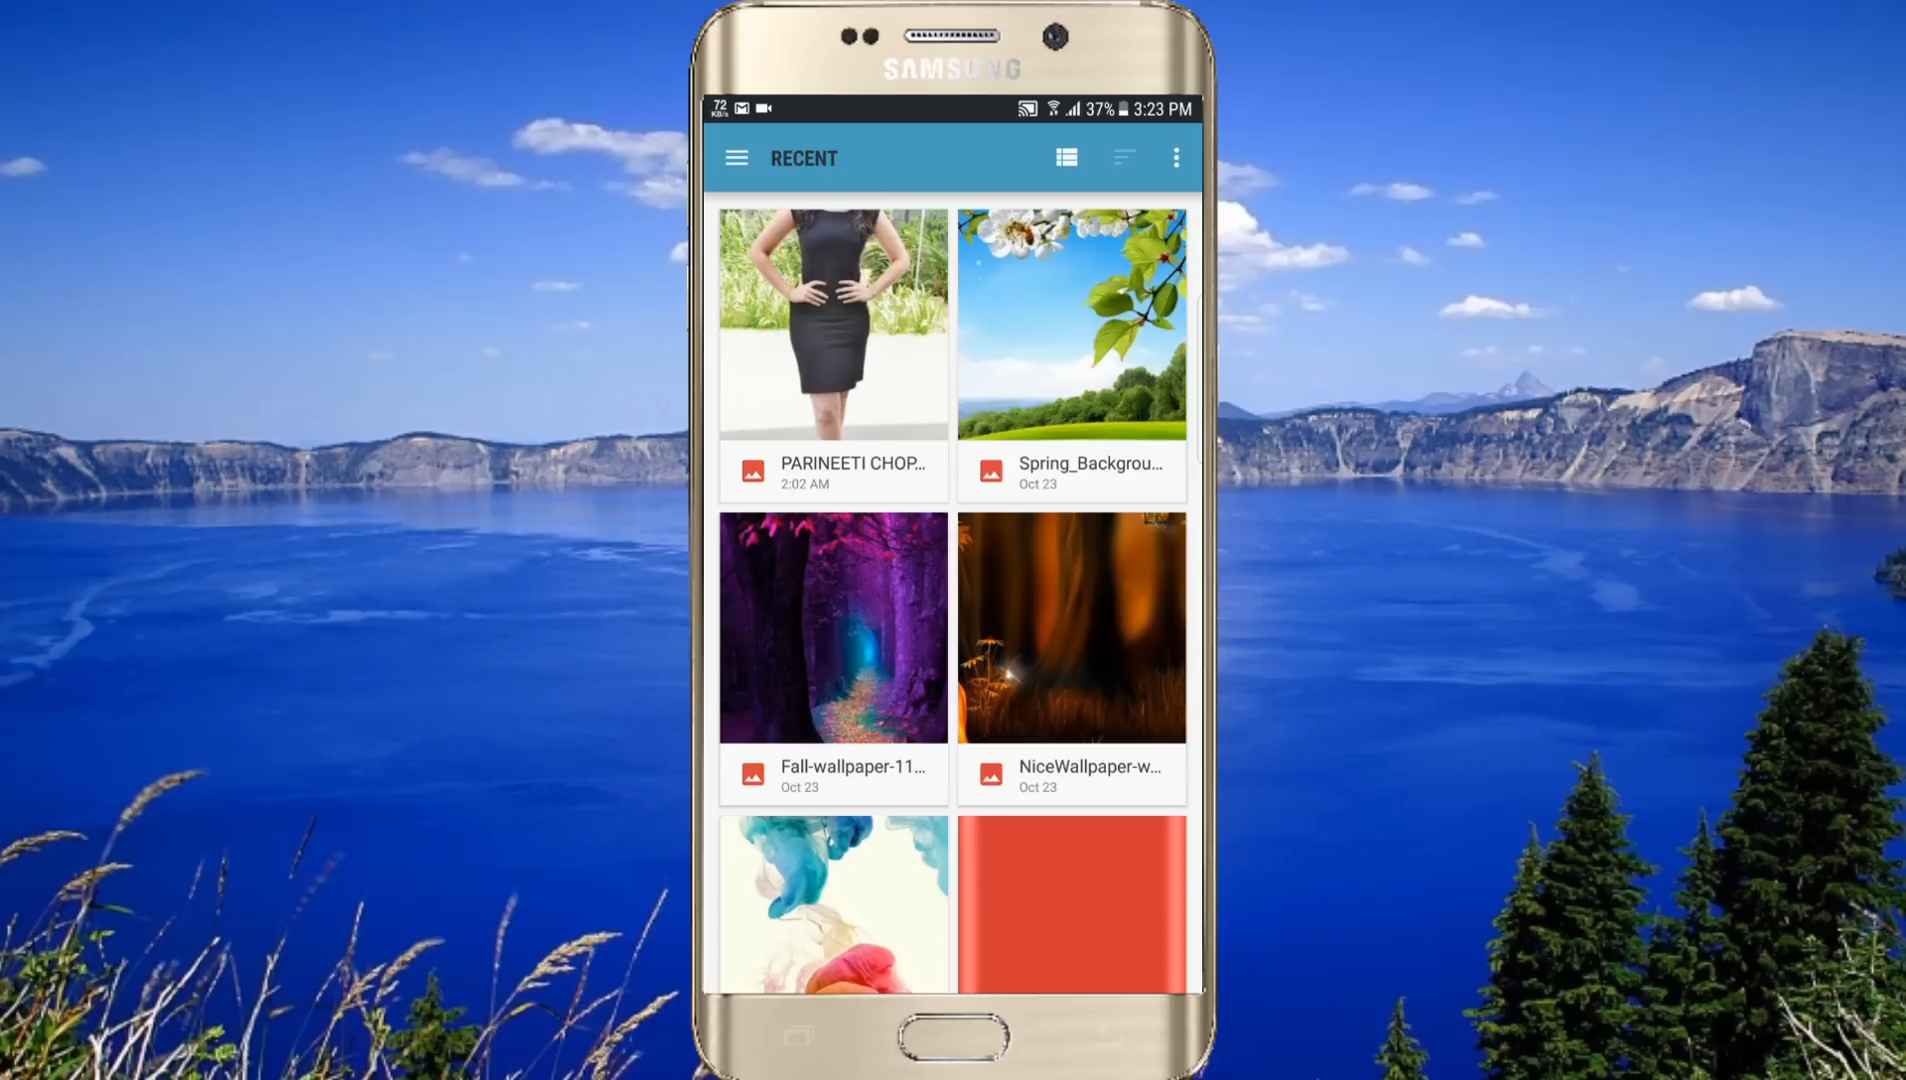 SAMSUNG
72
KB/s
37% 3:23 PM
RECENT
PARINEETI CHOP...
2:02 AM
Spring_Backgrou...
Oct 23
Fall-wallpaper-11...
Oct 23
NiceWallpaper-w...
Oct 23